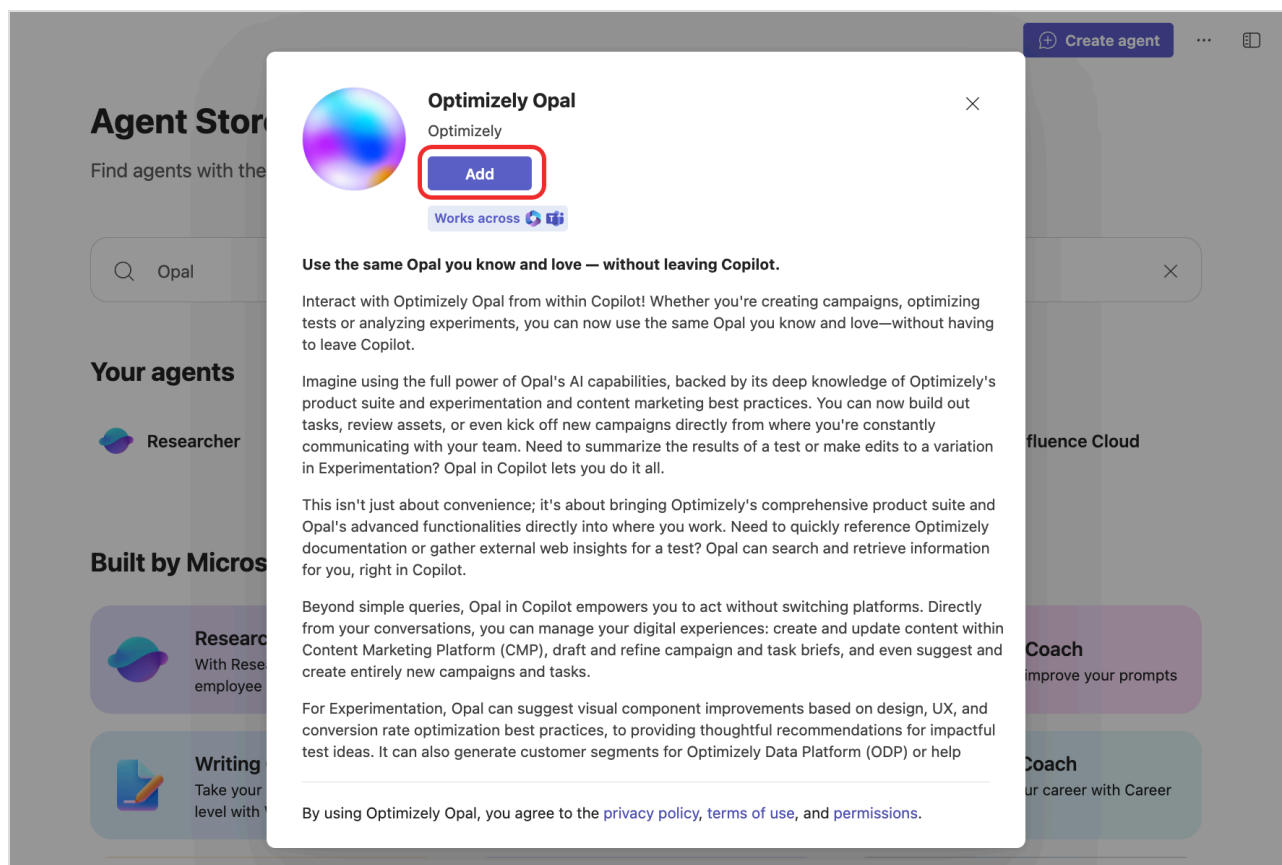 Create agent
Agent Stor
Find agents with the
Opal
Your agents
Researcher
fluence Cloud
Built by Micros
Researc
With Rese
employee
Coach
improve your prompts
Writing
Take your
level with
Coach
ur career with Career
Optimizely Opal
Optimizely
Add
Works across
Use the same Opal you know and love — without leaving Copilot.
Interact with Optimizely Opal from within Copilot! Whether you're creating campaigns, optimizing
tests or analyzing experiments, you can now use the same Opal you know and love—without having
to leave Copilot.
Imagine using the full power of Opal's AI capabilities, backed by its deep knowledge of Optimizely's
product suite and experimentation and content marketing best practices. You can now build out
tasks, review assets, or even kick off new campaigns directly from where you're constantly
communicating with your team. Need to summarize the results of a test or make edits to a variation
in Experimentation? Opal in Copilot lets you do it all.
This isn't just about convenience; it's about bringing Optimizely's comprehensive product suite and
Opal's advanced functionalities directly into where you work. Need to quickly reference Optimizely
documentation or gather external web insights for a test? Opal can search and retrieve information
for you, right in Copilot.
Beyond simple queries, Opal in Copilot empowers you to act without switching platforms. Directly
from your conversations, you can manage your digital experiences: create and update content within
Content Marketing Platform (CMP), draft and refine campaign and task briefs, and even suggest and
create entirely new campaigns and tasks.
For Experimentation, Opal can suggest visual component improvements based on design, UX, and
conversion rate optimization best practices, to providing thoughtful recommendations for impactful
test ideas. It can also generate customer segments for Optimizely Data Platform (ODP) or help
By using Optimizely Opal, you agree to the privacy policy, terms of use, and permissions.